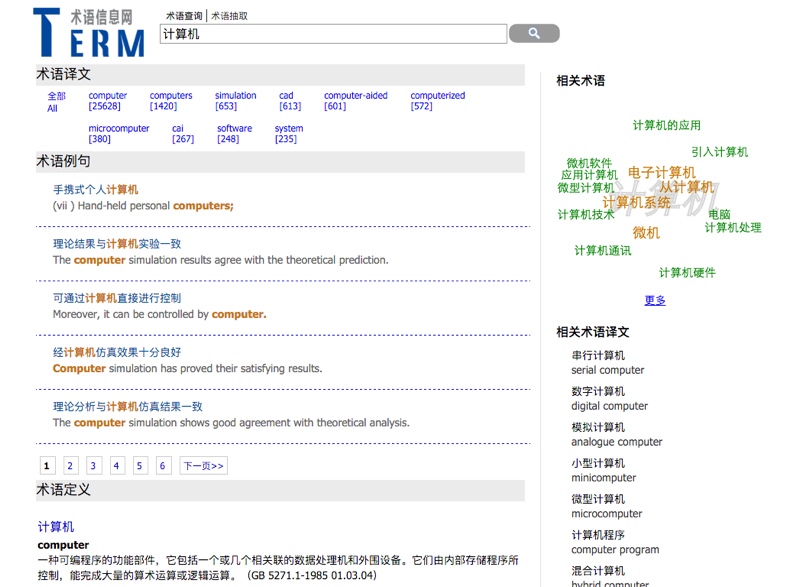 TERM
术语信息网
术语查询 | 术语抽取
计算机
术语译文
全部 All
computer [25628]
computers [1420]
simulation [653]
cad [613]
computer-aided [601]
computerized [572]
microcomputer [380]
cai [267]
software [248]
system [235]
术语例句
手携式个人计算机
(vii ) Hand-held personal computers;
理论结果与计算机实验一致
The computer simulation results agree with the theoretical prediction.
可通过计算机直接进行控制
Moreover, it can be controlled by computer.
经计算机仿真效果十分良好
Computer simulation has proved their satisfying results.
理论分析与计算机仿真结果一致
The computer simulation shows good agreement with theoretical analysis.
1 2 3 4 5 6 下一页>>
术语定义
计算机
computer
一种可编程序的功能部件，它包括一个或几个相关联的数据处理机和外围设备。它们由内部存储程序所
控制，能完成大量的算术运算或逻辑运算。（GB 5271.1-1985 01.03.04）
相关术语
计算机的应用
引入计算机
微机软件
电子计算机
应用计算机
微型计算机
从计算机
计算机
计算机系统
计算机技术
电脑
计算机处理
微机
计算机通讯
计算机硬件
更多
相关术语译文
串行计算机
serial computer
数字计算机
digital computer
模拟计算机
analogue computer
小型计算机
minicomputer
微型计算机
microcomputer
计算机程序
computer program
混合计算机
hybrid computer